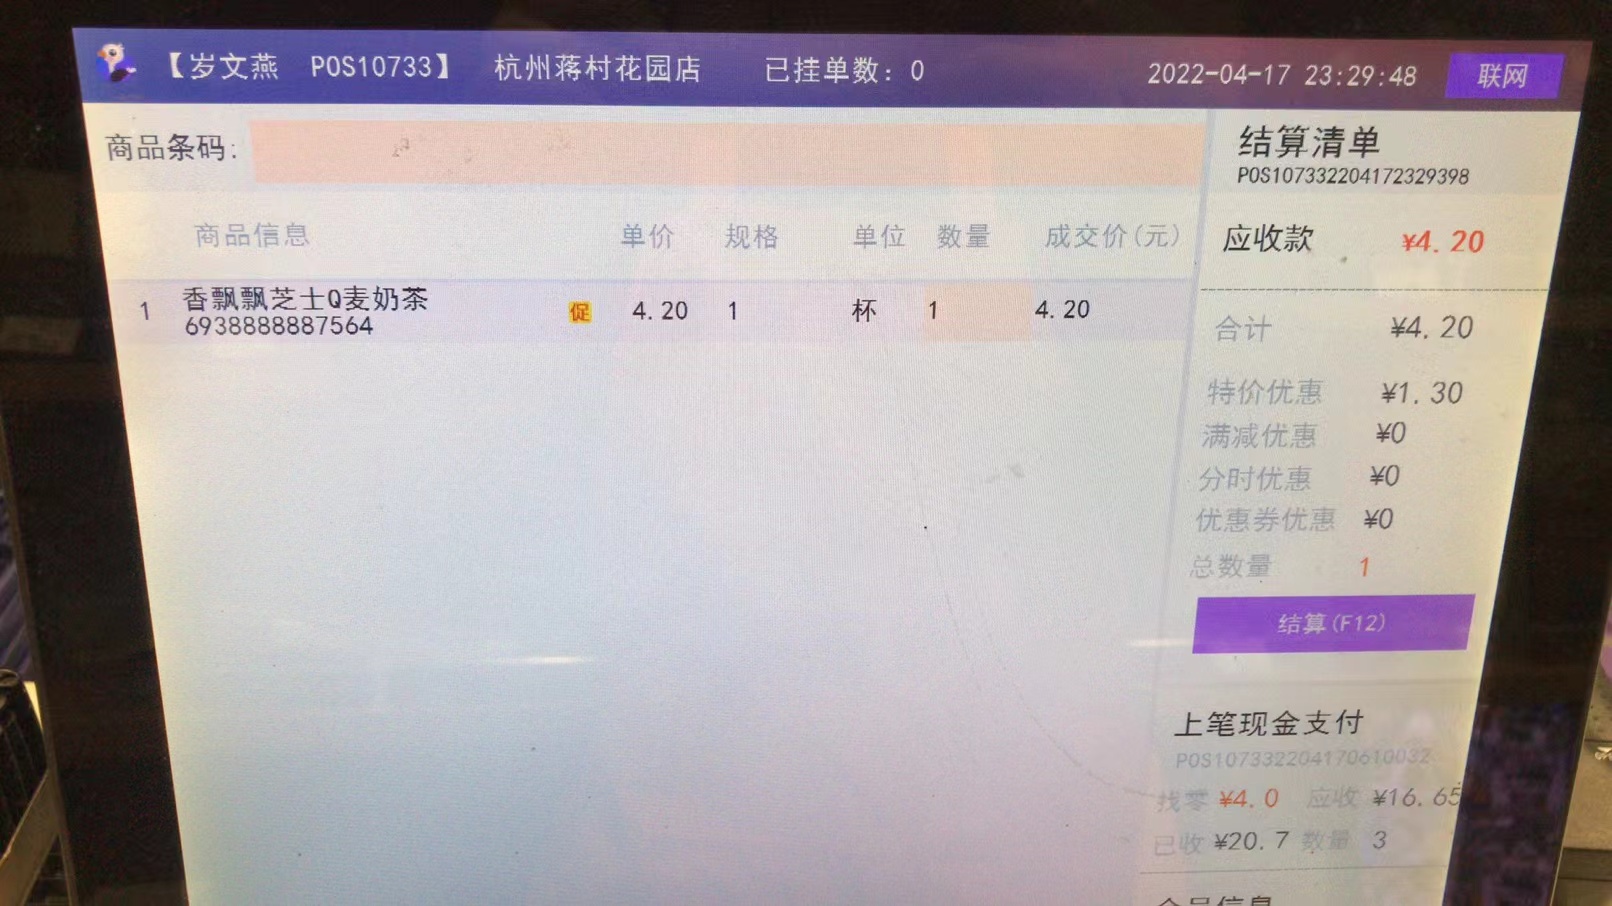 【岁文燕 POS10733】 杭州蒋村花园店 已挂单数：0 2022-04-17 23:29:48 联网
商品条码:
商品信息 单价 规格 单位 数量 成交价(元)
1 香飘飘芝士Q麦奶茶 促 4.20 1 杯 1 4.20
6938888887564
结算清单
POS107332204172329398
应收款 ¥4.20
合计 ¥4.20
特价优惠 ¥1.30
满减优惠 ¥0
分时优惠 ¥0
优惠券优惠 ¥0
总数量 1
结算(F12)
上笔现金支付
POS107332204170610032
找零 ¥4.0 应收 ¥16.65
已收 ¥20.7 数量 3
会员信息